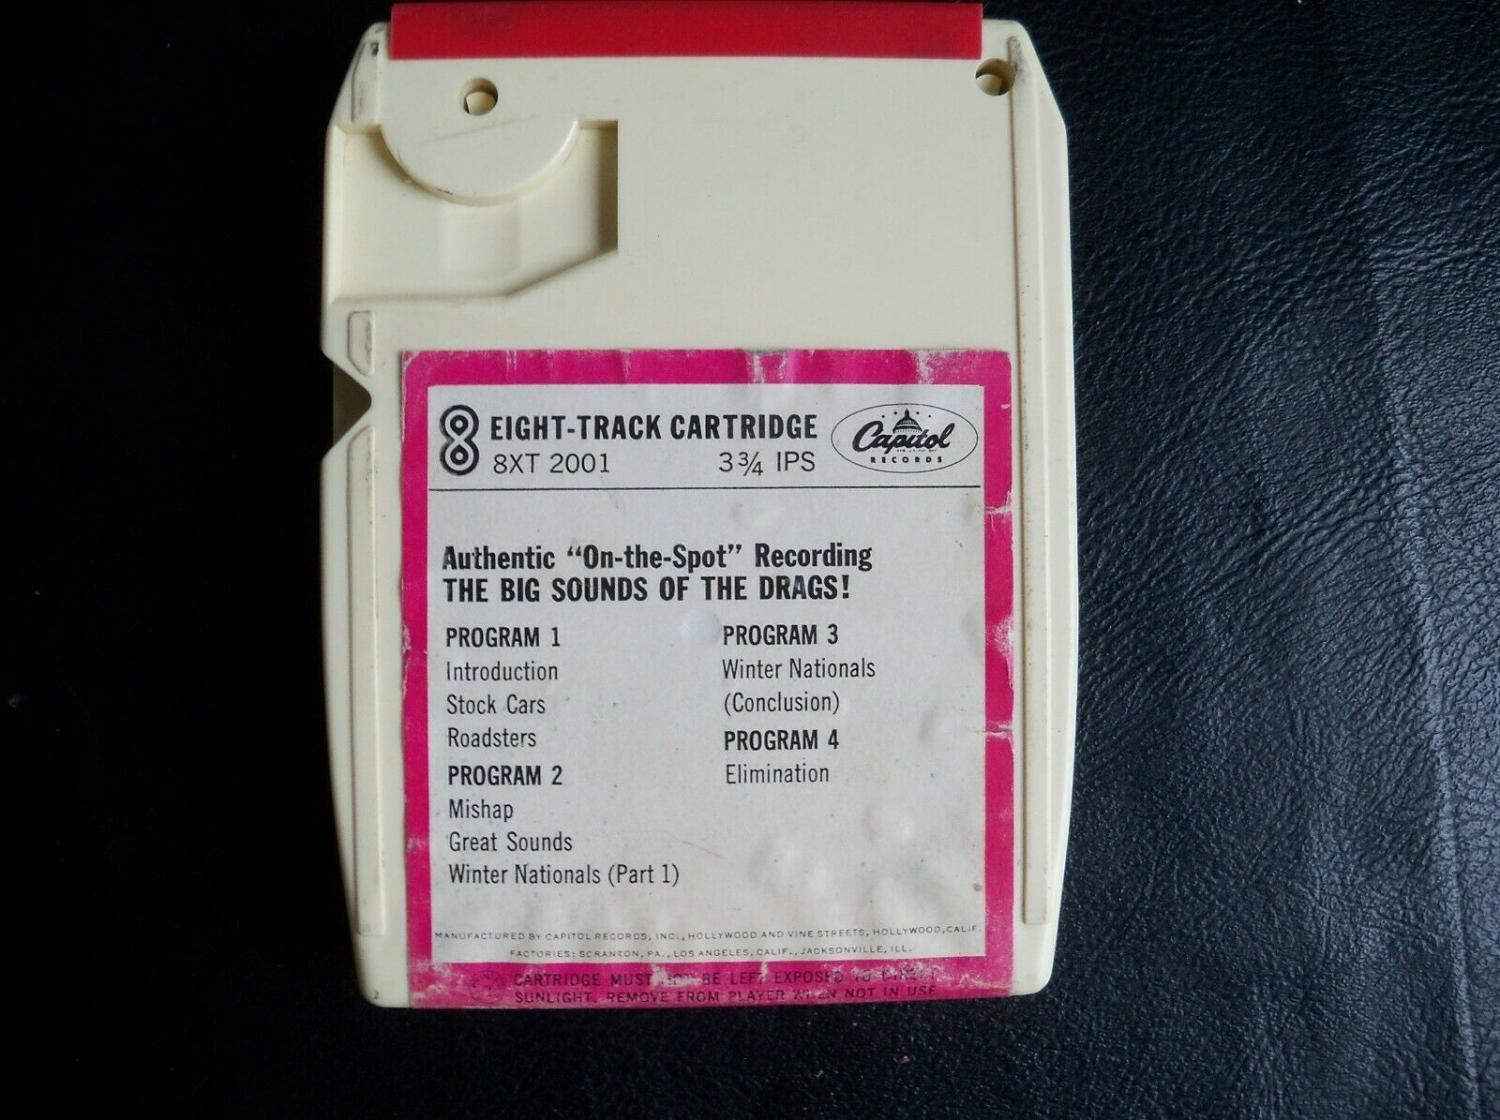 8 EIGHT-TRACK CARTRIDGE
8XT 2001 3¾ IPS
Capitol
RECORDS
Authentic “On-the-Spot” Recording
THE BIG SOUNDS OF THE DRAGS!
PROGRAM 1
Introduction
Stock Cars
Roadsters
PROGRAM 2
Mishap
Great Sounds
Winter Nationals (Part 1)
PROGRAM 3
Winter Nationals
(Conclusion)
PROGRAM 4
Elimination
MANUFACTURED BY CAPITOL RECORDS, INC., HOLLYWOOD AND VINE STREETS, HOLLYWOOD, CALIF.
FACTORIES: SCRANTON, PA., LOS ANGELES, CALIF., JACKSONVILLE, ILL.
CARTRIDGE MUST NOT BE LEFT EXPOSED TO DIRECT
SUNLIGHT. REMOVE FROM PLAYER WHEN NOT IN USE